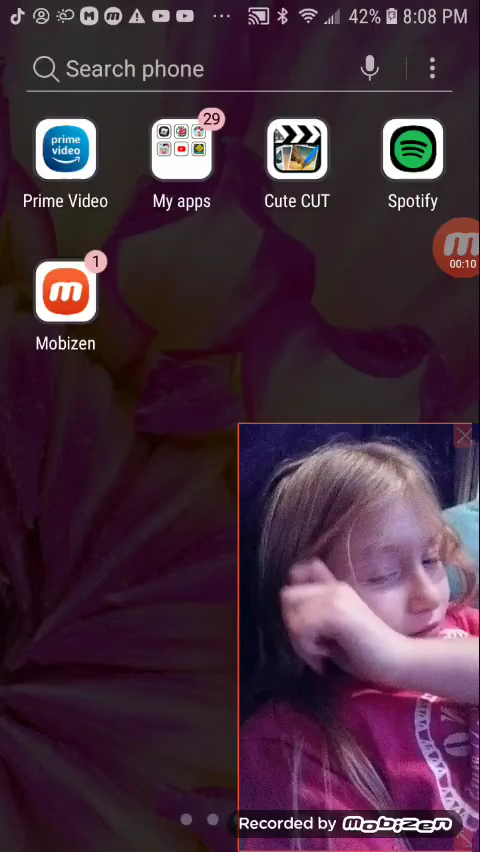 42% 8:08 PM
Search phone
29
prime video
Prime Video
My apps
Cute CUT
Spotify
00:10
1
Mobizen
Recorded by Mobizen